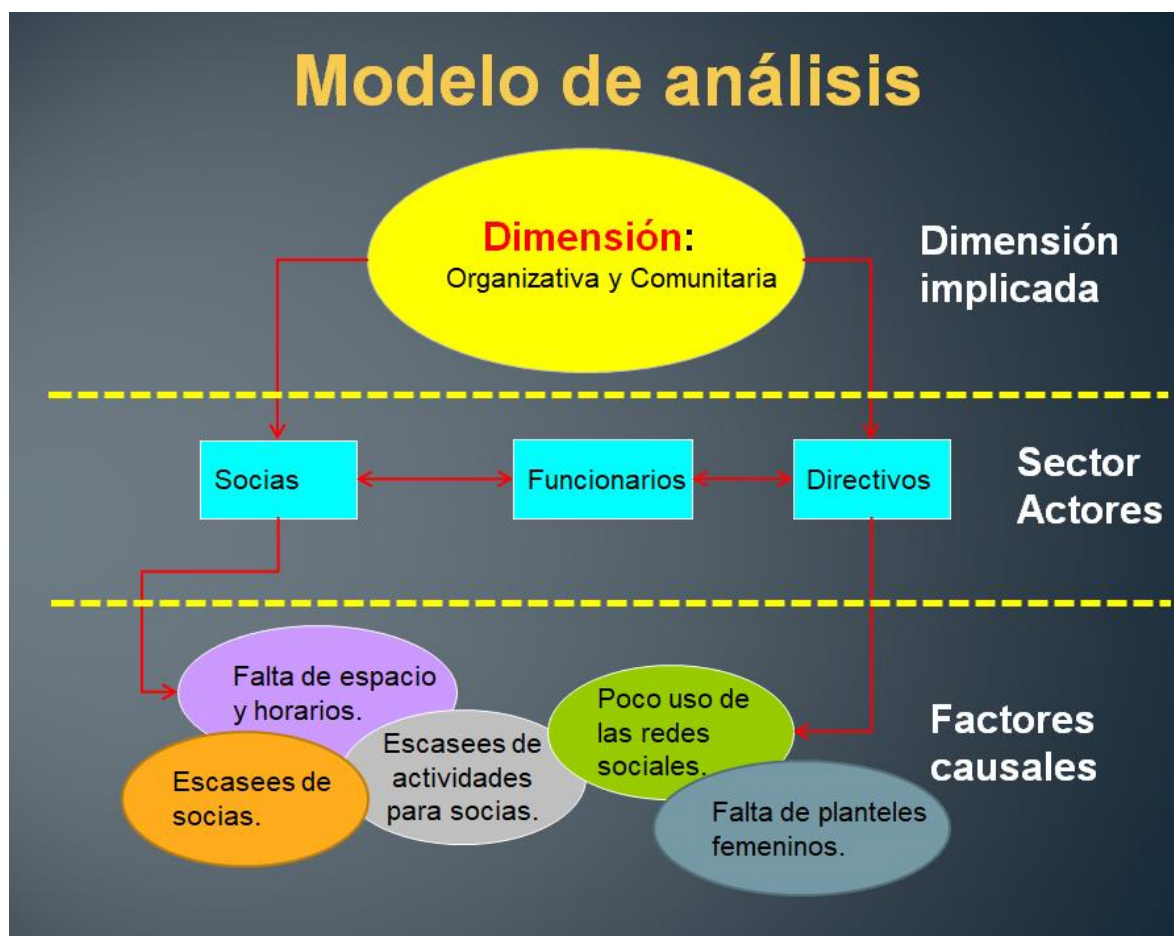 Modelo de análisis
Dimensión:
Organizativa y Comunitaria
Dimensión
implicada
Socias
Funcionarios
Directivos
Sector
Actores
Falta de espacio
y horarios.
Escasees de
socias.
Escasees de
actividades
para socias.
Poco uso de
las redes
sociales.
Falta de planteles
femeninos.
Factores
causales